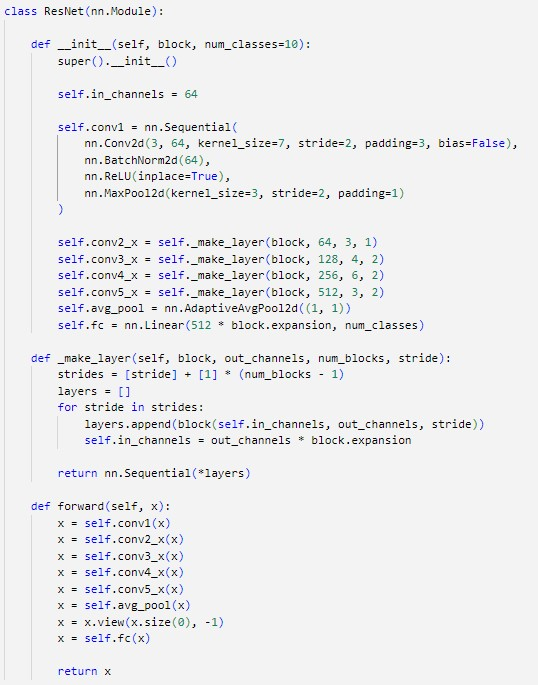 class ResNet(nn.Module):
def __init__(self, block, num_classes=10):
super().__init__()
self.in_channels = 64
self.conv1 = nn.Sequential(
nn.Conv2d(3, 64, kernel_size=7, stride=2, padding=3, bias=False),
nn.BatchNorm2d(64),
nn.ReLU(inplace=True),
nn.MaxPool2d(kernel_size=3, stride=2, padding=1)
)
self.conv2_x = self._make_layer(block, 64, 3, 1)
self.conv3_x = self._make_layer(block, 128, 4, 2)
self.conv4_x = self._make_layer(block, 256, 6, 2)
self.conv5_x = self._make_layer(block, 512, 3, 2)
self.avg_pool = nn.AdaptiveAvgPool2d((1, 1))
self.fc = nn.Linear(512 * block.expansion, num_classes)
def _make_layer(self, block, out_channels, num_blocks, stride):
strides = [stride] + [1] * (num_blocks - 1)
layers = []
for stride in strides:
layers.append(block(self.in_channels, out_channels, stride))
self.in_channels = out_channels * block.expansion
return nn.Sequential(*layers)
def forward(self, x):
x = self.conv1(x)
x = self.conv2_x(x)
x = self.conv3_x(x)
x = self.conv4_x(x)
x = self.conv5_x(x)
x = self.avg_pool(x)
x = x.view(x.size(0), -1)
x = self.fc(x)
return x